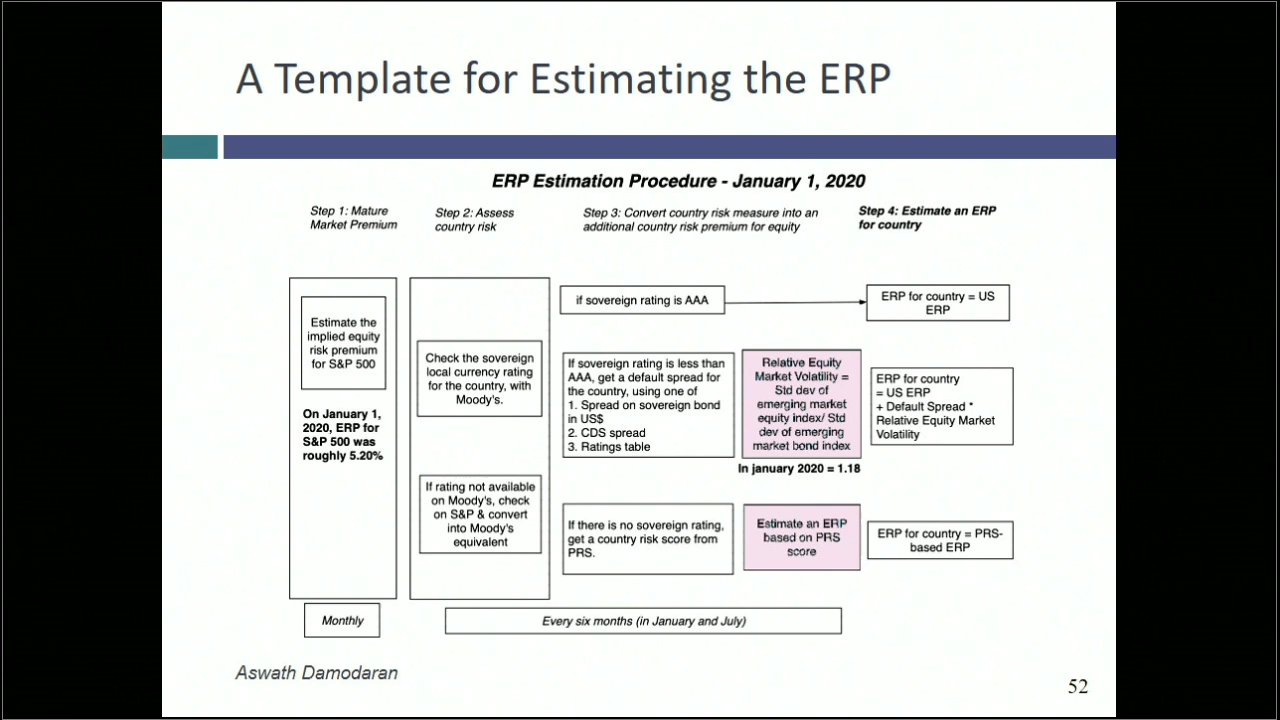 A Template for Estimating the ERP
ERP Estimation Procedure - January 1, 2020
Step 1: Mature
Market Premium
Step 2: Assess
country risk
Step 3: Convert country risk measure into an
additional country risk premium for equity
Step 4: Estimate an ERP
for country
Estimate the
implied equity
risk premium
for S&P 500
On January 1,
2020, ERP for
S&P 500 was
roughly 5.20%
Check the sovereign
local currency rating
for the country, with
Moody's.
If rating not available
on Moody's, check
on S&P & convert
into Moody's
equivalent
if sovereign rating is AAA
ERP for country = US
ERP
If sovereign rating is less than
AAA, get a default spread for
the country, using one of
1. Spread on sovereign bond
in US$
2. CDS spread
3. Ratings table
Relative Equity
Market Volatility =
Std dev of
emerging market
equity index/ Std
dev of emerging
market bond index
In january 2020 = 1.18
ERP for country
= US ERP
+ Default Spread *
Relative Equity Market
Volatility
If there is no sovereign rating,
get a country risk score from
PRS.
Estimate an ERP
based on PRS
score
ERP for country = PRS-
based ERP
Monthly
Every six months (in January and July)
Aswath Damodaran
52